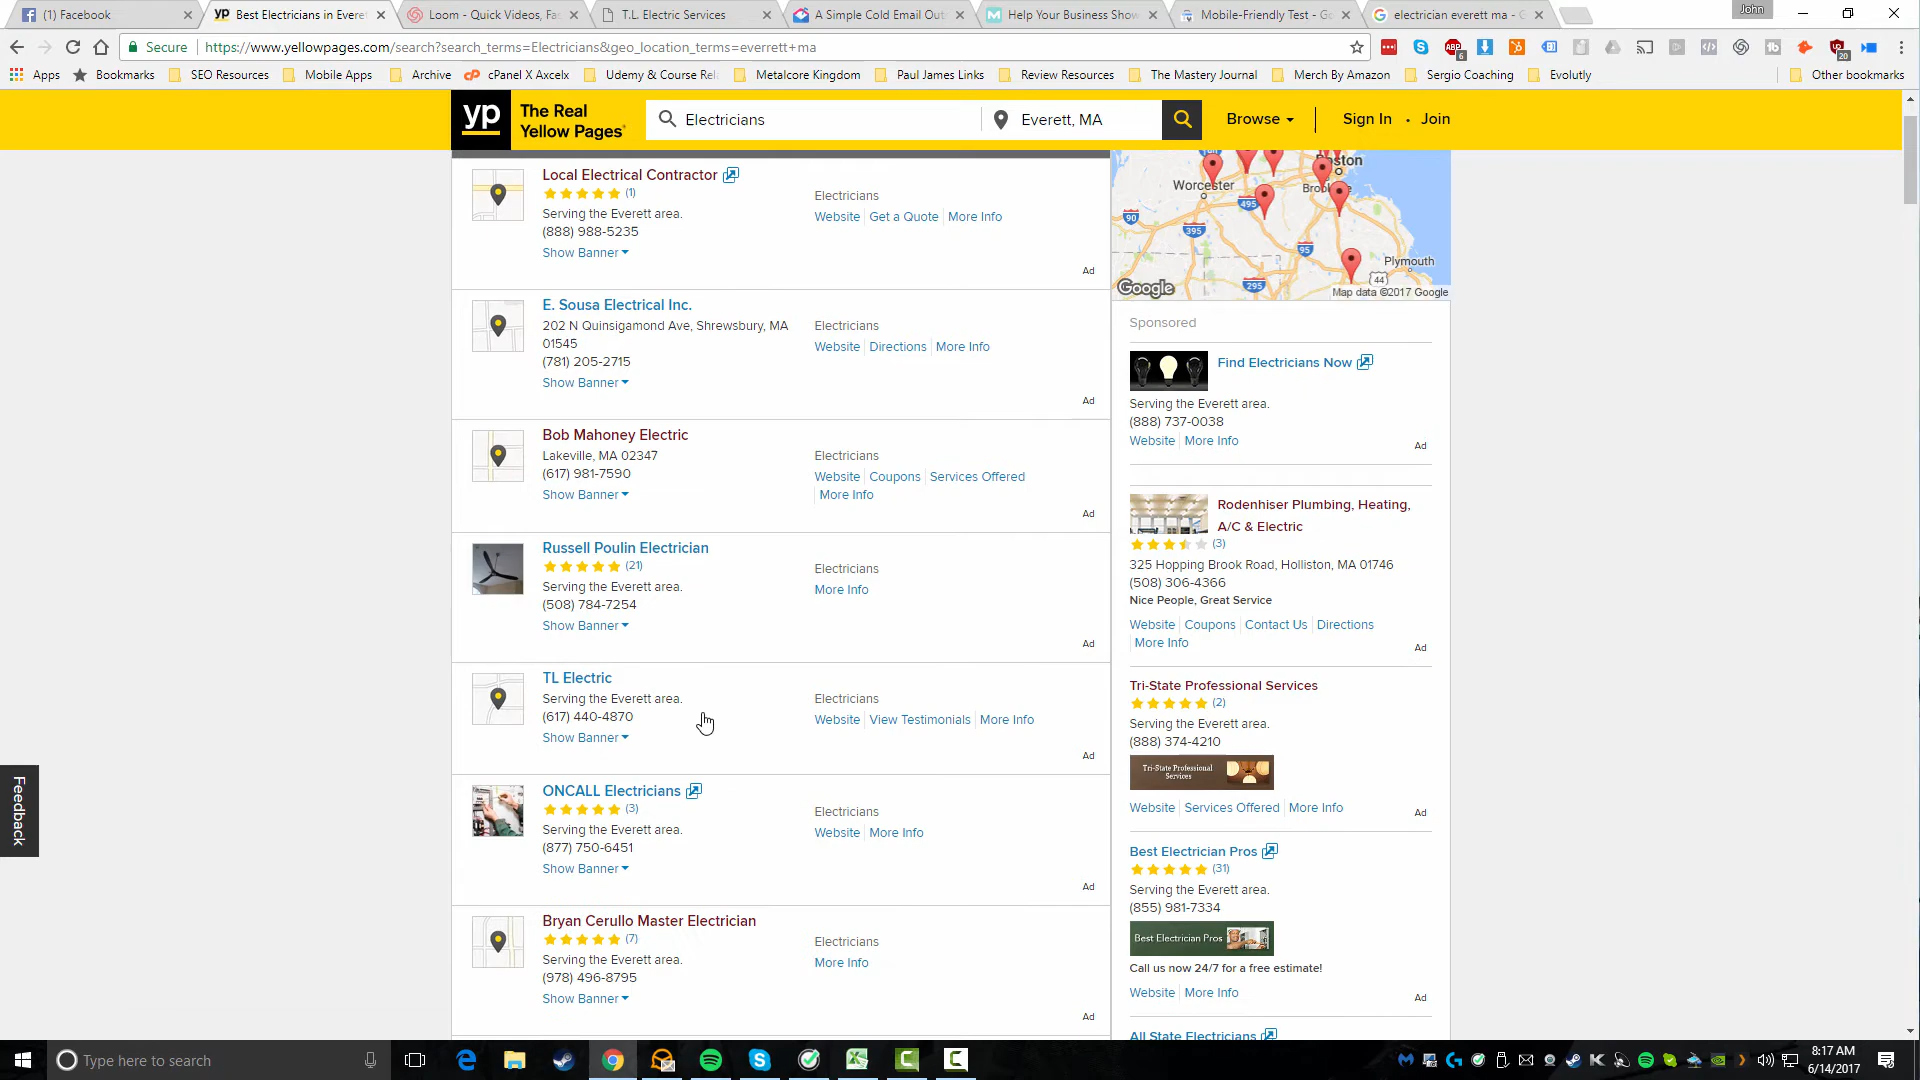 (1) Facebook
Best Electricians in Evere
Loom - Quick Videos, Fa
T.L. Electric Services
A Simple Cold Email Out
Help Your Business Show
Mobile-Friendly Test - Go
electrician everett ma - G
John
Secure
https://www.yellowpages.com/search?search_terms=Electricians&geo_location_terms=everrett+ma
Apps
Bookmarks
SEO Resources
Mobile Apps
Archive
cPanel X Axcelx
Udemy & Course Rel
Metalcore Kingdom
Paul James Links
Review Resources
The Mastery Journal
Merch By Amazon
Sergio Coaching
Evolutly
Other bookmarks
yp
The Real
Yellow Pages
Electricians
Everett, MA
Browse
Sign In
Join
Local Electrical Contractor
(1)
Serving the Everett area.
(888) 988-5235
Show Banner
Electricians
Website
Get a Quote
More Info
Ad
E. Sousa Electrical Inc.
202 N Quinsigamond Ave, Shrewsbury, MA
01545
(781) 205-2715
Show Banner
Electricians
Website
Directions
More Info
Ad
Bob Mahoney Electric
Lakeville, MA 02347
(617) 981-7590
Show Banner
Electricians
Website
Coupons
Services Offered
More Info
Ad
Russell Poulin Electrician
(21)
Serving the Everett area.
(508) 784-7254
Show Banner
Electricians
More Info
Ad
TL Electric
Serving the Everett area.
(617) 440-4870
Show Banner
Electricians
Website
View Testimonials
More Info
Ad
ONCALL Electricians
(3)
Serving the Everett area.
(877) 750-6451
Show Banner
Electricians
Website
More Info
Ad
Bryan Cerullo Master Electrician
(7)
Serving the Everett area.
(978) 496-8795
Show Banner
Electricians
More Info
Ad
Boston
Worcester
Brook
495
90
395
95
Plymouth
44
295
Google
Map data ©2017 Google
Sponsored
Find Electricians Now
Serving the Everett area.
(888) 737-0038
Website
More Info
Ad
Rodenhiser Plumbing, Heating,
A/C & Electric
(3)
325 Hopping Brook Road, Holliston, MA 01746
(508) 306-4366
Nice People, Great Service
Website
Coupons
Contact Us
Directions
More Info
Ad
Tri-State Professional Services
(2)
Serving the Everett area.
(888) 374-4210
Tri-State Professional
Services
Website
Services Offered
More Info
Ad
Best Electrician Pros
(31)
Serving the Everett area.
(855) 981-7334
Best Electrician Pros
Call us now 24/7 for a free estimate!
Website
More Info
Ad
All State Electricians
Feedback
Type here to search
8:17 AM
6/14/2017